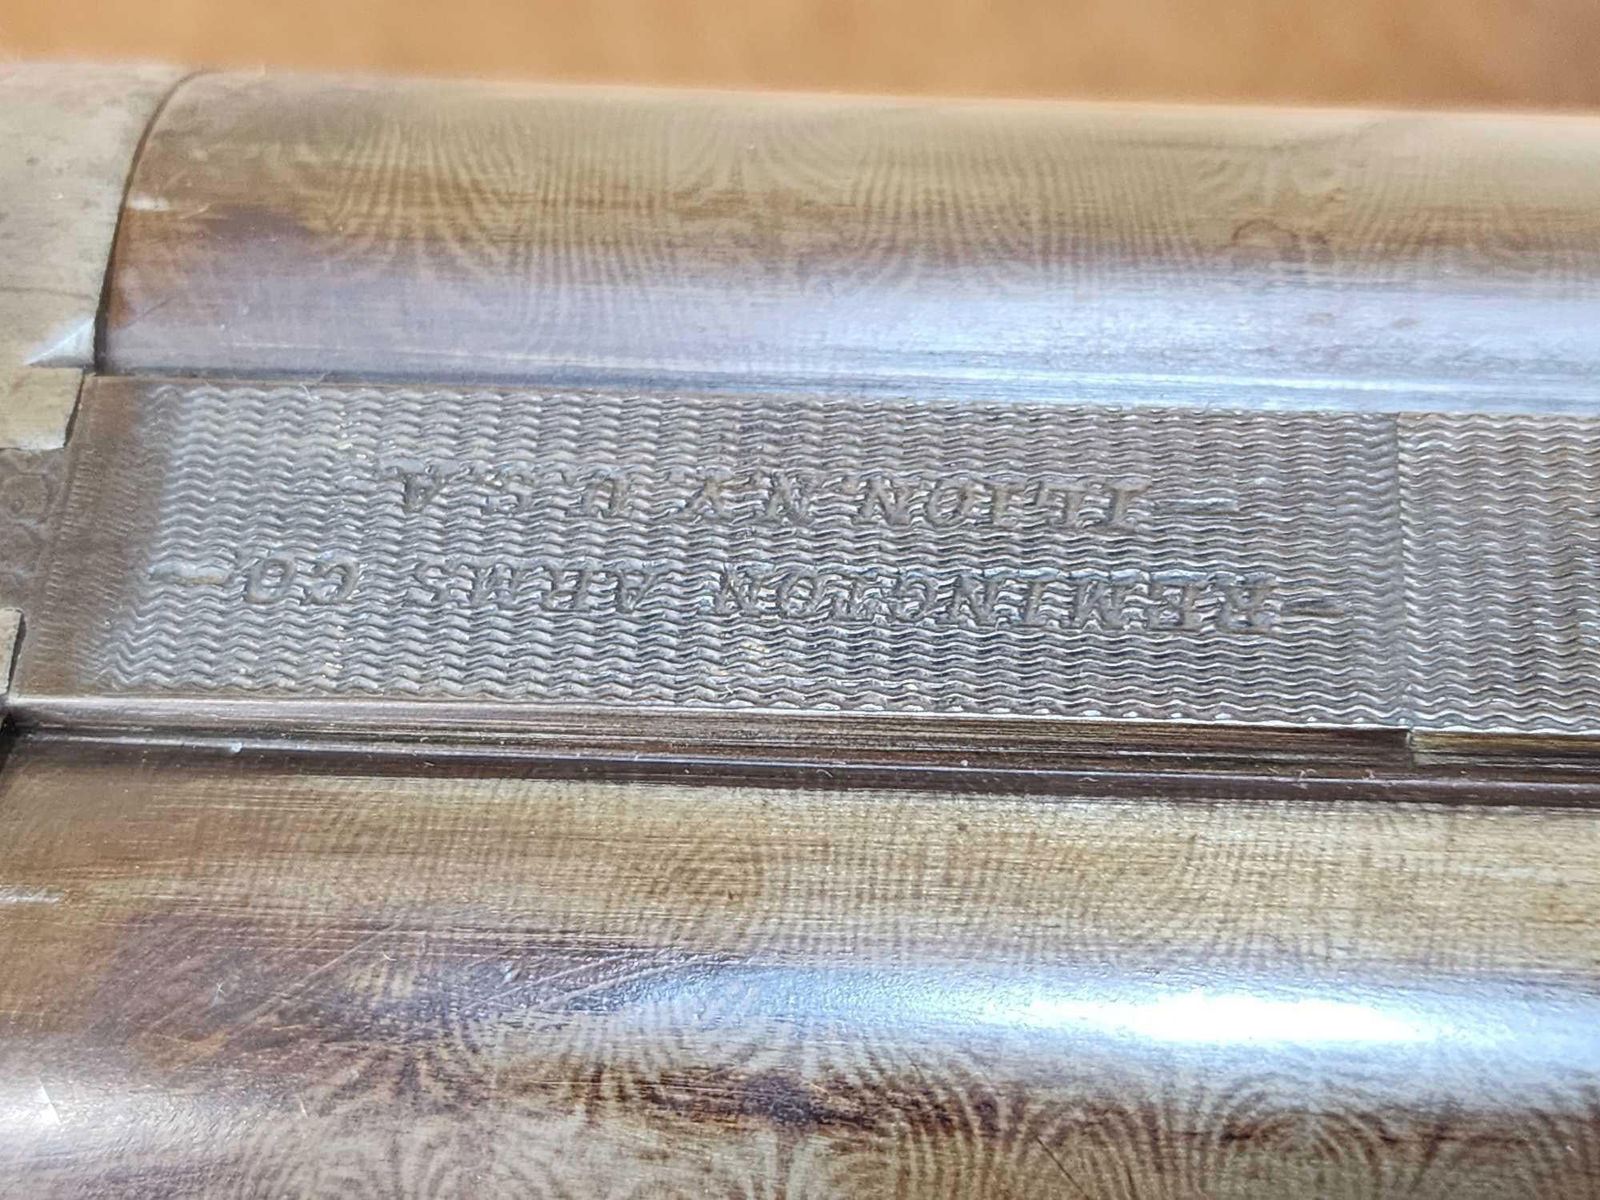 —REMINGTON ARMS CO.—
—ILION. N. Y. U. S. A